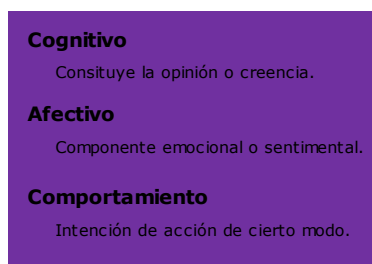 Cognitivo
Consituye la opinión o creencia.
Afectivo
Componente emocional o sentimental.
Comportamiento
Intención de acción de cierto modo.